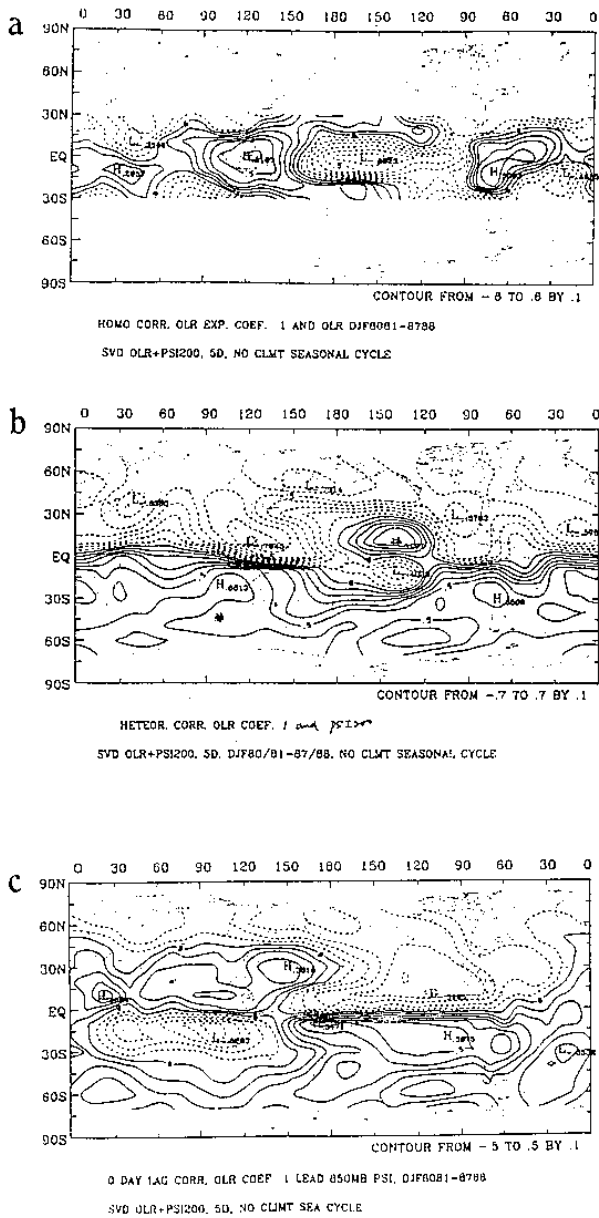 a
0 30 60 90 120 150 180 150 120 90 60 30 0
90N
60N
30N
EQ
30S
60S
90S
CONTOUR FROM -.6 TO .6 BY .1
HOMO CORR. OLR EXP. COEF. 1 AND OLR DJF8081-8788
SVD OLR+PSI200, 5D, NO CLMT SEASONAL CYCLE
b
0 30 60 90 120 150 180 150 120 90 60 30 0
90N
60N
30N
EQ
30S
60S
90S
CONTOUR FROM -.7 TO .7 BY .1
HETEOR. CORR. OLR COEF. 1 and
SVD OLR+PSI200, 5D, DJF80/81-87/88, NO CLMT SEASONAL CYCLE
c
0 30 60 90 120 150 180 150 120 90 60 30 0
90N
60N
30N
EQ
30S
60S
90S
CONTOUR FROM -.5 TO .5 BY .1
0 DAY LAG CORR, OLR COEF 1 LEAD 850MB PSI, DJF8081-8788
SVD OLR+PSI200, 5D, NO CLIMT SEA CYCLE